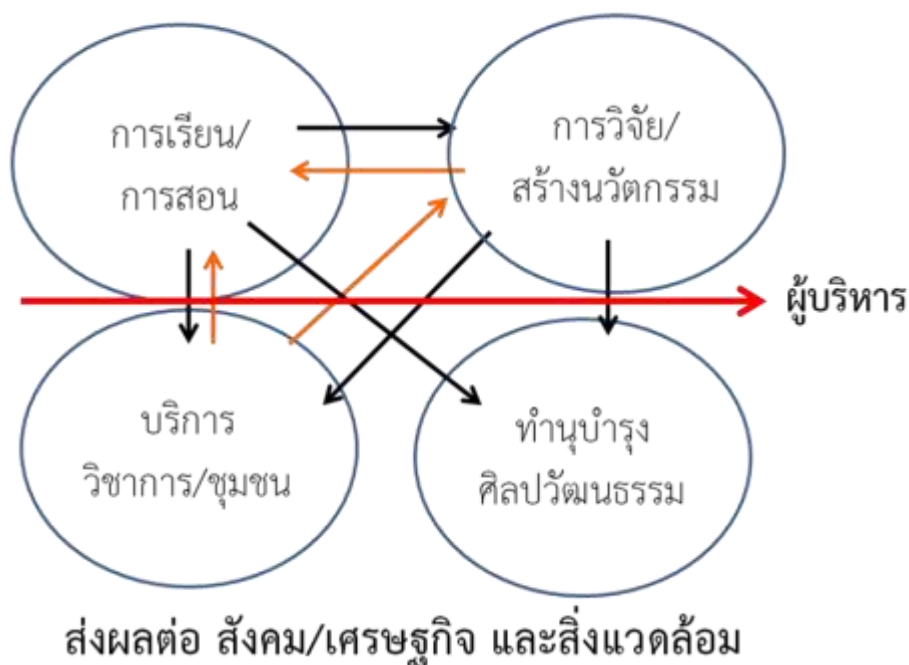 การเรียน/
การสอน
การวิจัย/
สร้างนวัตกรรม
ผู้บริหาร
บริการ
วิชาการ/ชุมชน
ทำนุบำรุง
ศิลปวัฒนธรรม
ส่งผลต่อ สังคม/เศรษฐกิจ และสิ่งแวดล้อม